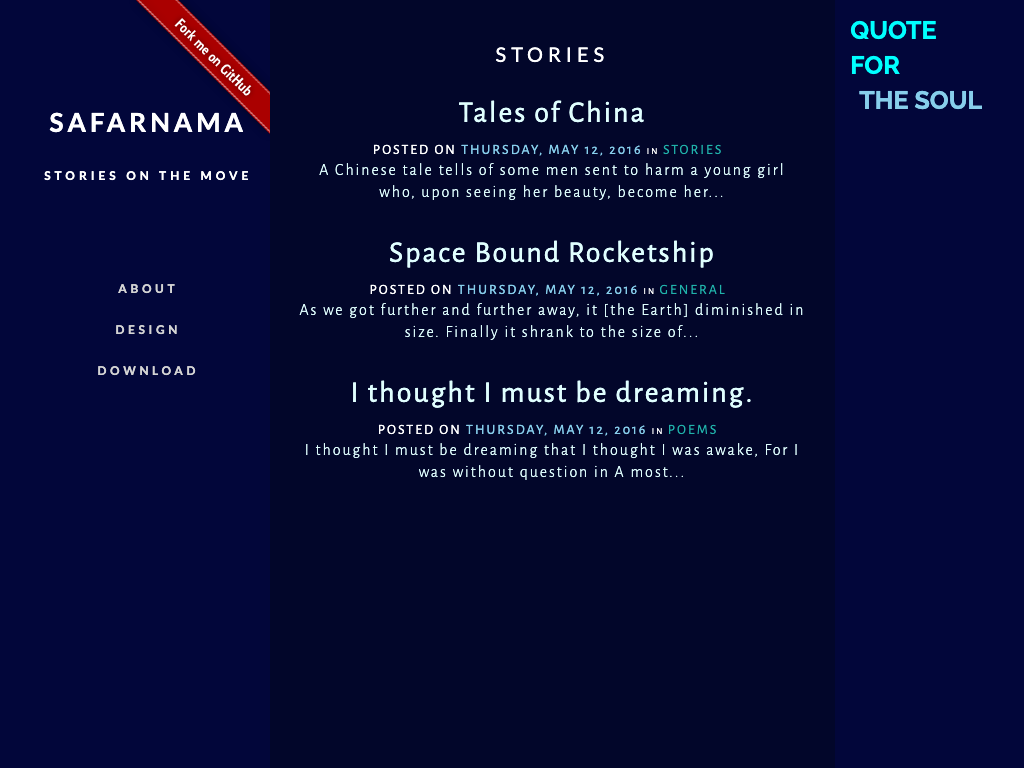 Fork me on GitHub
SAFARNAMA
STORIES ON THE MOVE
ABOUT
DESIGN
DOWNLOAD
STORIES
Tales of China
POSTED ON THURSDAY, MAY 12, 2016 IN STORIES
A Chinese tale tells of some men sent to harm a young girl
who, upon seeing her beauty, become her...
Space Bound Rocketship
POSTED ON THURSDAY, MAY 12, 2016 IN GENERAL
As we got further and further away, it [the Earth] diminished in
size. Finally it shrank to the size of...
I thought I must be dreaming.
POSTED ON THURSDAY, MAY 12, 2016 IN POEMS
I thought I must be dreaming that I thought I was awake, For I
was without question in A most...
QUOTE
FOR
THE SOUL